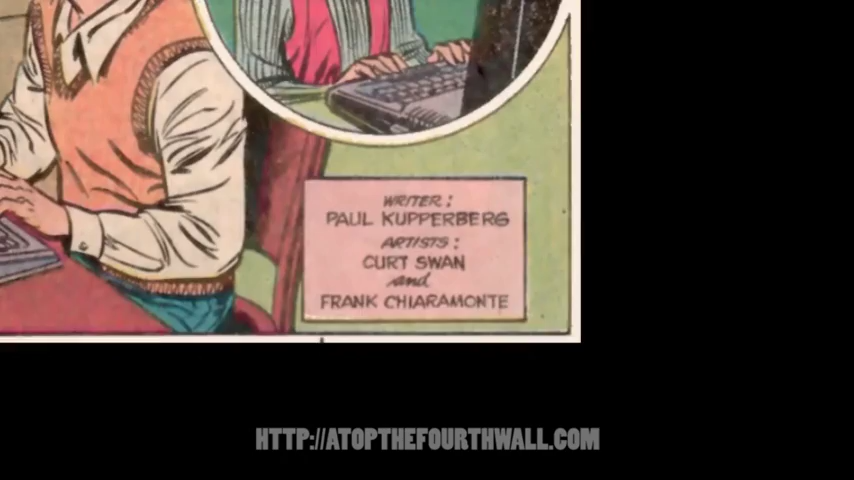 WRITER:
PAUL KUPPERBERG
ARTISTS:
CURT SWAN
and
FRANK CHIARAMONTE
HTTP://ATOPTHEFOURTHWALL.COM